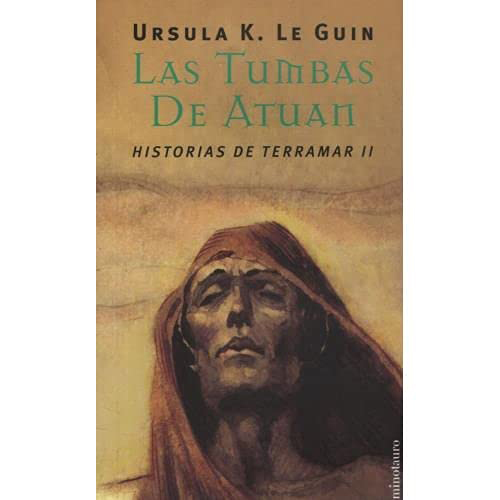 Ursula K. Le Guin
Las Tumbas
De Atuan
Historias de Terramar II
minotauro